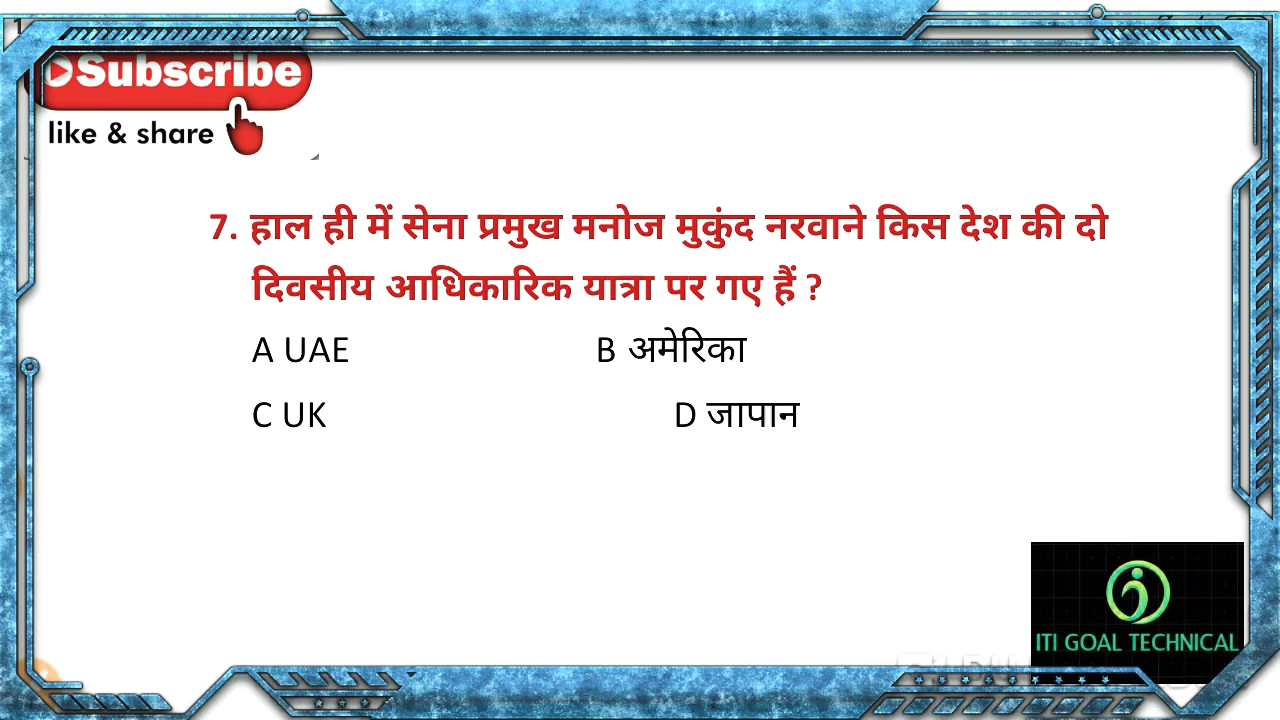 Subscribe
like & share
7. हाल ही में सेना प्रमुख मनोज मुकुंद नरवाने किस देश की दो
दिवसीय आधिकारिक यात्रा पर गए हैं ?
A UAE B अमेरिका
C UK D जापान
ITI GOAL TECHNICAL